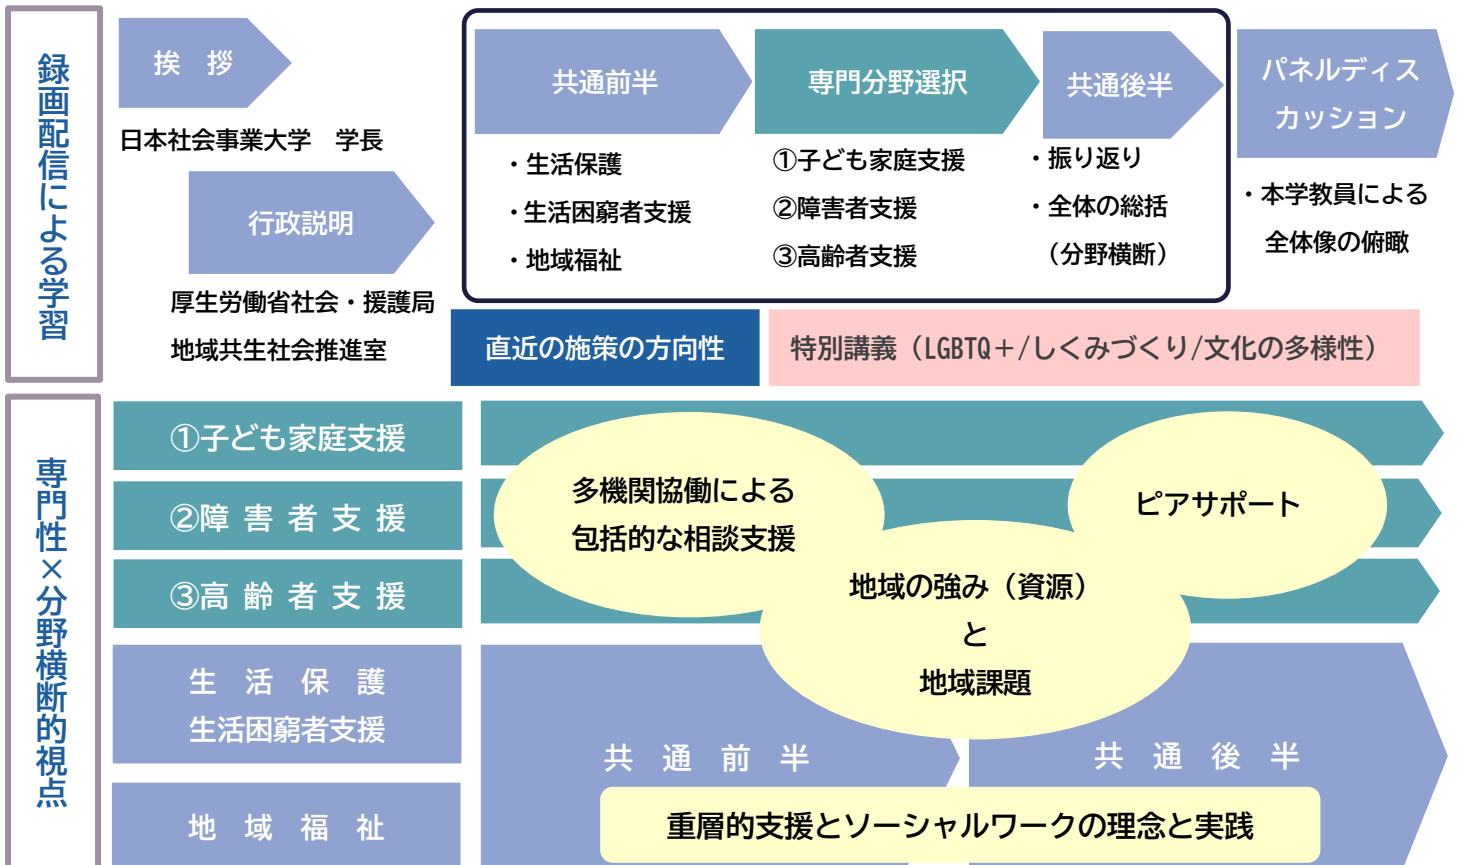 録画配信による学習
挨　拶
日本社会事業大学　学長
行政説明
厚生労働省社会・援護局
地域共生社会推進室
共通前半
・生活保護
・生活困窮者支援
・地域福祉
専門分野選択
①子ども家庭支援
②障害者支援
③高齢者支援
共通後半
・振り返り
・全体の総括
（分野横断）
パネルディス
カッション
・本学教員による
全体像の俯瞰
直近の施策の方向性
特別講義（LGBTQ＋/しくみづくり/文化の多様性）
専門性×分野横断的視点
①子ども家庭支援
②障 害 者 支 援
③高 齢 者 支 援
生　活　保　護
生活困窮者支援
地　域　福　祉
多機関協働による
包括的な相談支援
ピアサポート
地域の強み（資源）
と
地域課題
共　通　前　半
共　通　後　半
重層的支援とソーシャルワークの理念と実践